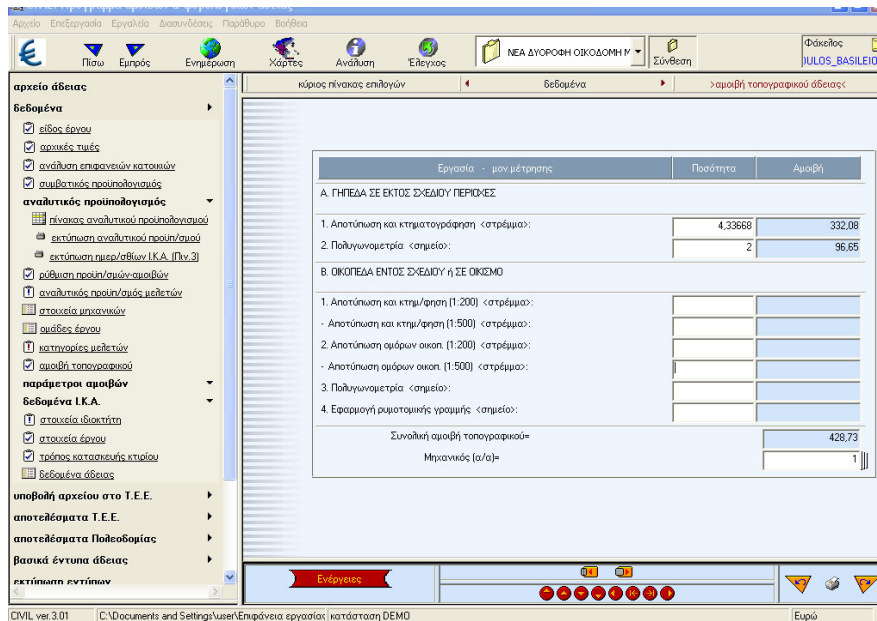 Αρχείο Επεξεργασία Εργαλεία Διασυνδέσεις Παράθυρο Βοήθεια
Πίσω Εμπρός Ενημέρωση Χάρτες Ανάλυση Έλεγχος ΝΕΑ ΔΥΟΡΟΦΗ ΟΙΚΟΔΟΜΗ Μ Σύνθεση Φάκελος
JULOS_BASILEIO
αρχείο άδειας
κύριος πίνακας επιλογών δεδομένα >αμοιβή τοπογραφικού άδειας<
δεδομένα
είδος έργου
αρχικές τιμές
ανάλυση επιφανειών κατοικιών
συμβατικός προϋπολογισμός
αναλυτικός προϋπολογισμός
πίνακας αναλυτικού προϋπολογισμού
εκτύπωση αναλυτικού προϋπ/σμού
εκτύπωση ημερ/σθίων Ι.Κ.Α. (Πιν.3)
ρύθμιση προϋπ/σμών-αμοιβών
αναλυτικός προϋπ/σμός μελετών
στοιχεία μηχανικών
ομάδες έργου
κατηγορίες μελετών
αμοιβή τοπογραφικού
παράμετροι αμοιβών
δεδομένα Ι.Κ.Α.
στοιχεία ιδιοκτήτη
στοιχεία έργου
τρόπος κατασκευής κτιρίου
δεδομένα άδειας
υποβολή αρχείου στο Τ.Ε.Ε.
αποτελέσματα Τ.Ε.Ε.
αποτελέσματα Πολεοδομίας
βασικά έντυπα άδειας
εκτύπωση εντύπων
Εργασία - μον.μέτρησης Ποσότητα Αμοιβή
Α. ΓΗΠΕΔΑ ΣΕ ΕΚΤΟΣ ΣΧΕΔΙΟΥ ΠΕΡΙΟΧΕΣ
1. Αποτύπωση και κτηματογράφηση <στρέμμα>: 4,33668 332,08
2. Πολυγωνομετρία <σημείο>: 2 96,65
Β. ΟΙΚΟΠΕΔΑ ΕΝΤΟΣ ΣΧΕΔΙΟΥ ή ΣΕ ΟΙΚΙΣΜΟ
1. Αποτύπωση και κτημ/φηση (1:200) <στρέμμα>:
- Αποτύπωση και κτημ/φηση (1:500) <στρέμμα>:
2. Αποτύπωση ομόρων οικοπ. (1:200) <στρέμμα>:
- Αποτύπωση ομόρων οικοπ. (1:500) <στρέμμα>:
3. Πολυγωνομετρία <σημείο>:
4. Εφαρμογή ρυμοτομικής γραμμής <σημείο>:
Συνολική αμοιβή τοπογραφικού= 428,73
Μηχανικός (α/α)= 1
Ενέργειες
CIVIL ver.3.01 C:\Documents and Settings\user\Επιφάνεια εργασίας κατάσταση DEMO Ευρώ